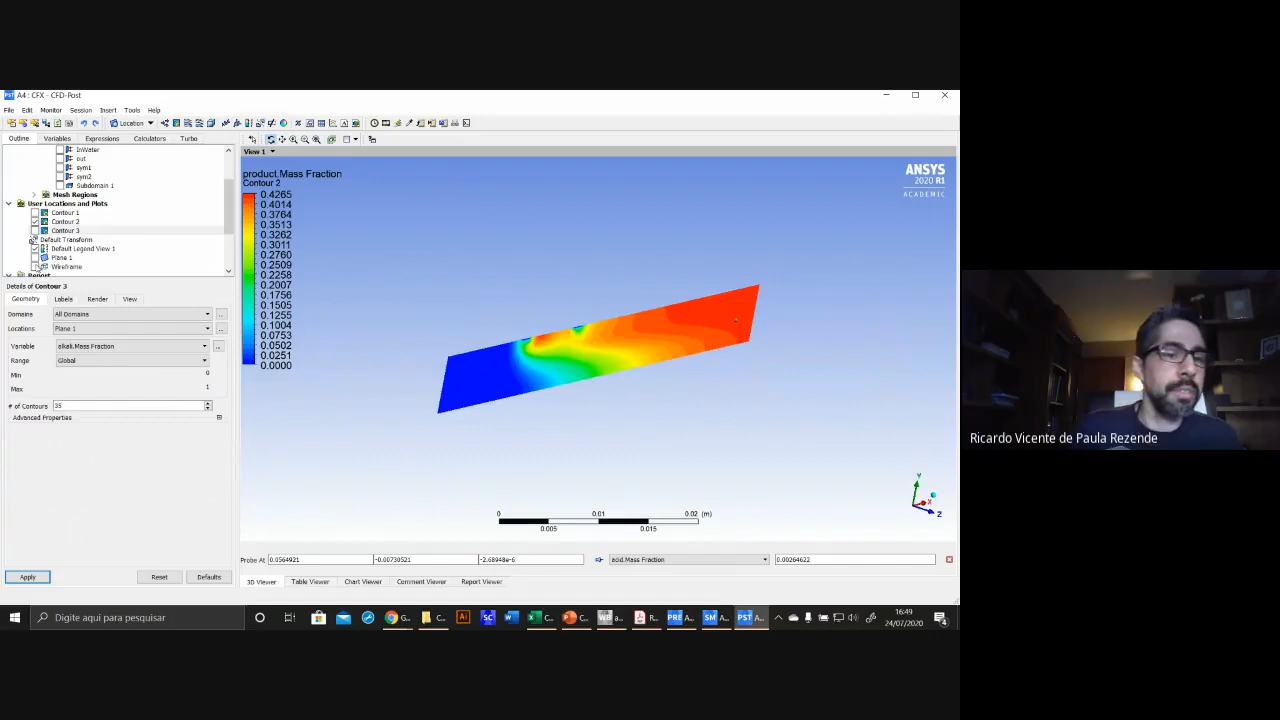 A4 : CFX - CFD-Post
File Edit Monitor Session Insert Tools Help
Location
Outline Variables Expressions Calculators Turbo
View 1
InWater
out
sym1
sym2
Subdomain 1
Mesh Regions
User Locations and Plots
Contour 1
Contour 2
Contour 3
Default Transform
Default Legend View 1
Plane 1
Wireframe
Report
Details of Contour 3
Geometry Labels Render View
Domains All Domains
Locations Plane 1
Variable alkali.Mass Fraction
Range Global
Min 0
Max 1
# of Contours 35
Advanced Properties
Apply Reset Defaults
product.Mass Fraction
Contour 2
0.4265
0.4014
0.3764
0.3513
0.3262
0.3011
0.2760
0.2509
0.2258
0.2007
0.1756
0.1505
0.1255
0.1004
0.0753
0.0502
0.0251
0.0000
ANSYS
2020 R1
ACADEMIC
Y
X
Z
0 0.01 0.02 (m)
0.005 0.015
Probe At 0.0564921 -0.00730521 -2.68948e-6 acid.Mass Fraction 0.00264622
3D Viewer Table Viewer Chart Viewer Comment Viewer Report Viewer
Digite aqui para pesquisar
G... C... C... C... a... R... A... A... A...
16:49
24/07/2020
4
Ricardo Vicente de Paula Rezende